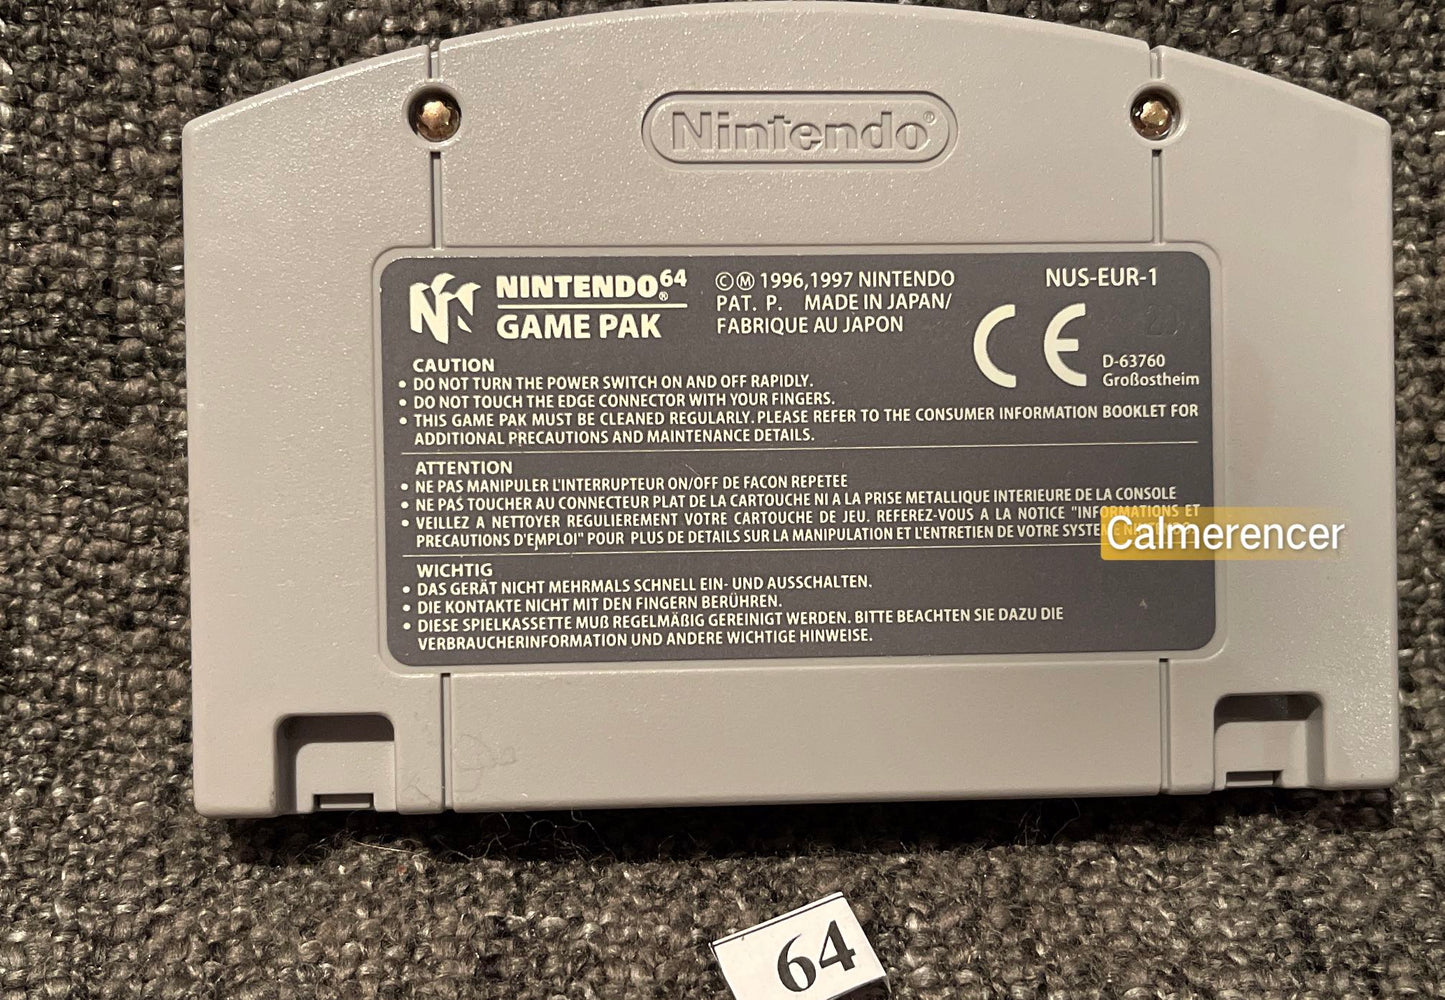 Nintendo®
NINTENDO64®
GAME PAK
©Ⓜ 1996,1997 NINTENDO
PAT. P. MADE IN JAPAN/
FABRIQUE AU JAPON
NUS-EUR-1
CE
D-63760
Großostheim
CAUTION
• DO NOT TURN THE POWER SWITCH ON AND OFF RAPIDLY.
• DO NOT TOUCH THE EDGE CONNECTOR WITH YOUR FINGERS.
• THIS GAME PAK MUST BE CLEANED REGULARLY. PLEASE REFER TO THE CONSUMER INFORMATION BOOKLET FOR
ADDITIONAL PRECAUTIONS AND MAINTENANCE DETAILS.
ATTENTION
• NE PAS MANIPULER L'INTERRUPTEUR ON/OFF DE FACON REPETEE
• NE PAS TOUCHER AU CONNECTEUR PLAT DE LA CARTOUCHE NI A LA PRISE METALLIQUE INTERIEURE DE LA CONSOLE
• VEILLEZ A NETTOYER REGULIEREMENT VOTRE CARTOUCHE DE JEU. REFEREZ-VOUS A LA NOTICE "INFORMATIONS ET
PRECAUTIONS D'EMPLOI" POUR PLUS DE DETAILS SUR LA MANIPULATION ET L'ENTRETIEN DE VOTRE
Calmerencer
WICHTIG
• DAS GERÄT NICHT MEHRMALS SCHNELL EIN- UND AUSSCHALTEN.
• DIE KONTAKTE NICHT MIT DEN FINGERN BERÜHREN.
• DIESE SPIELKASSETTE MUß REGELMÄßIG GEREINIGT WERDEN. BITTE BEACHTEN SIE DAZU DIE
VERBRAUCHERINFORMATION UND ANDERE WICHTIGE HINWEISE.
64